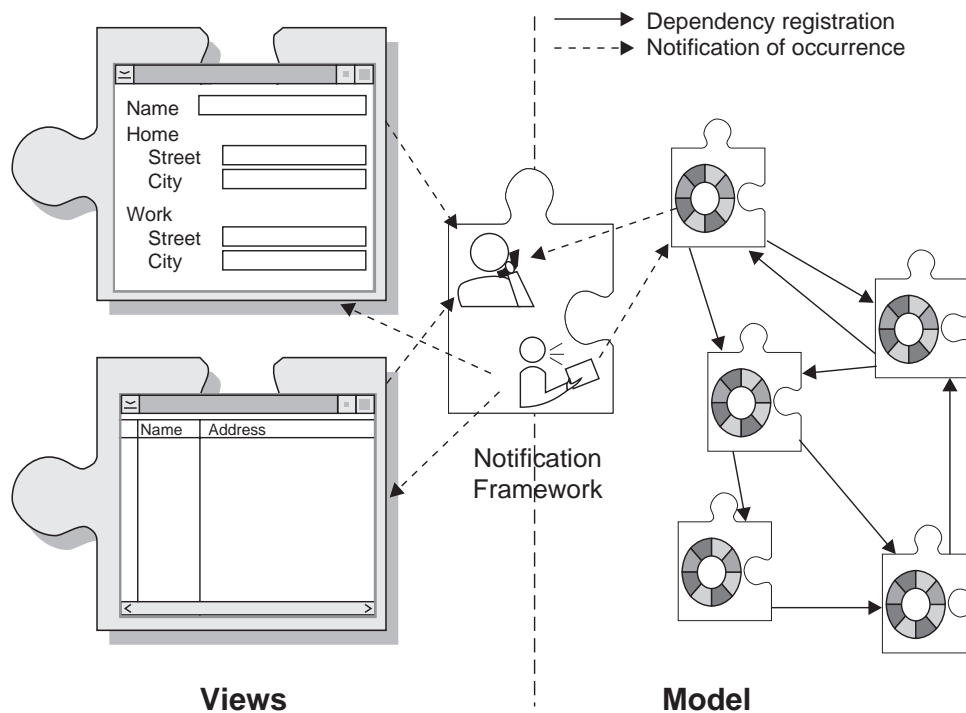 Dependency registration
Notification of occurrence
Name
Home
Street
City
Work
Street
City
Name Address
Notification
Framework
Views Model